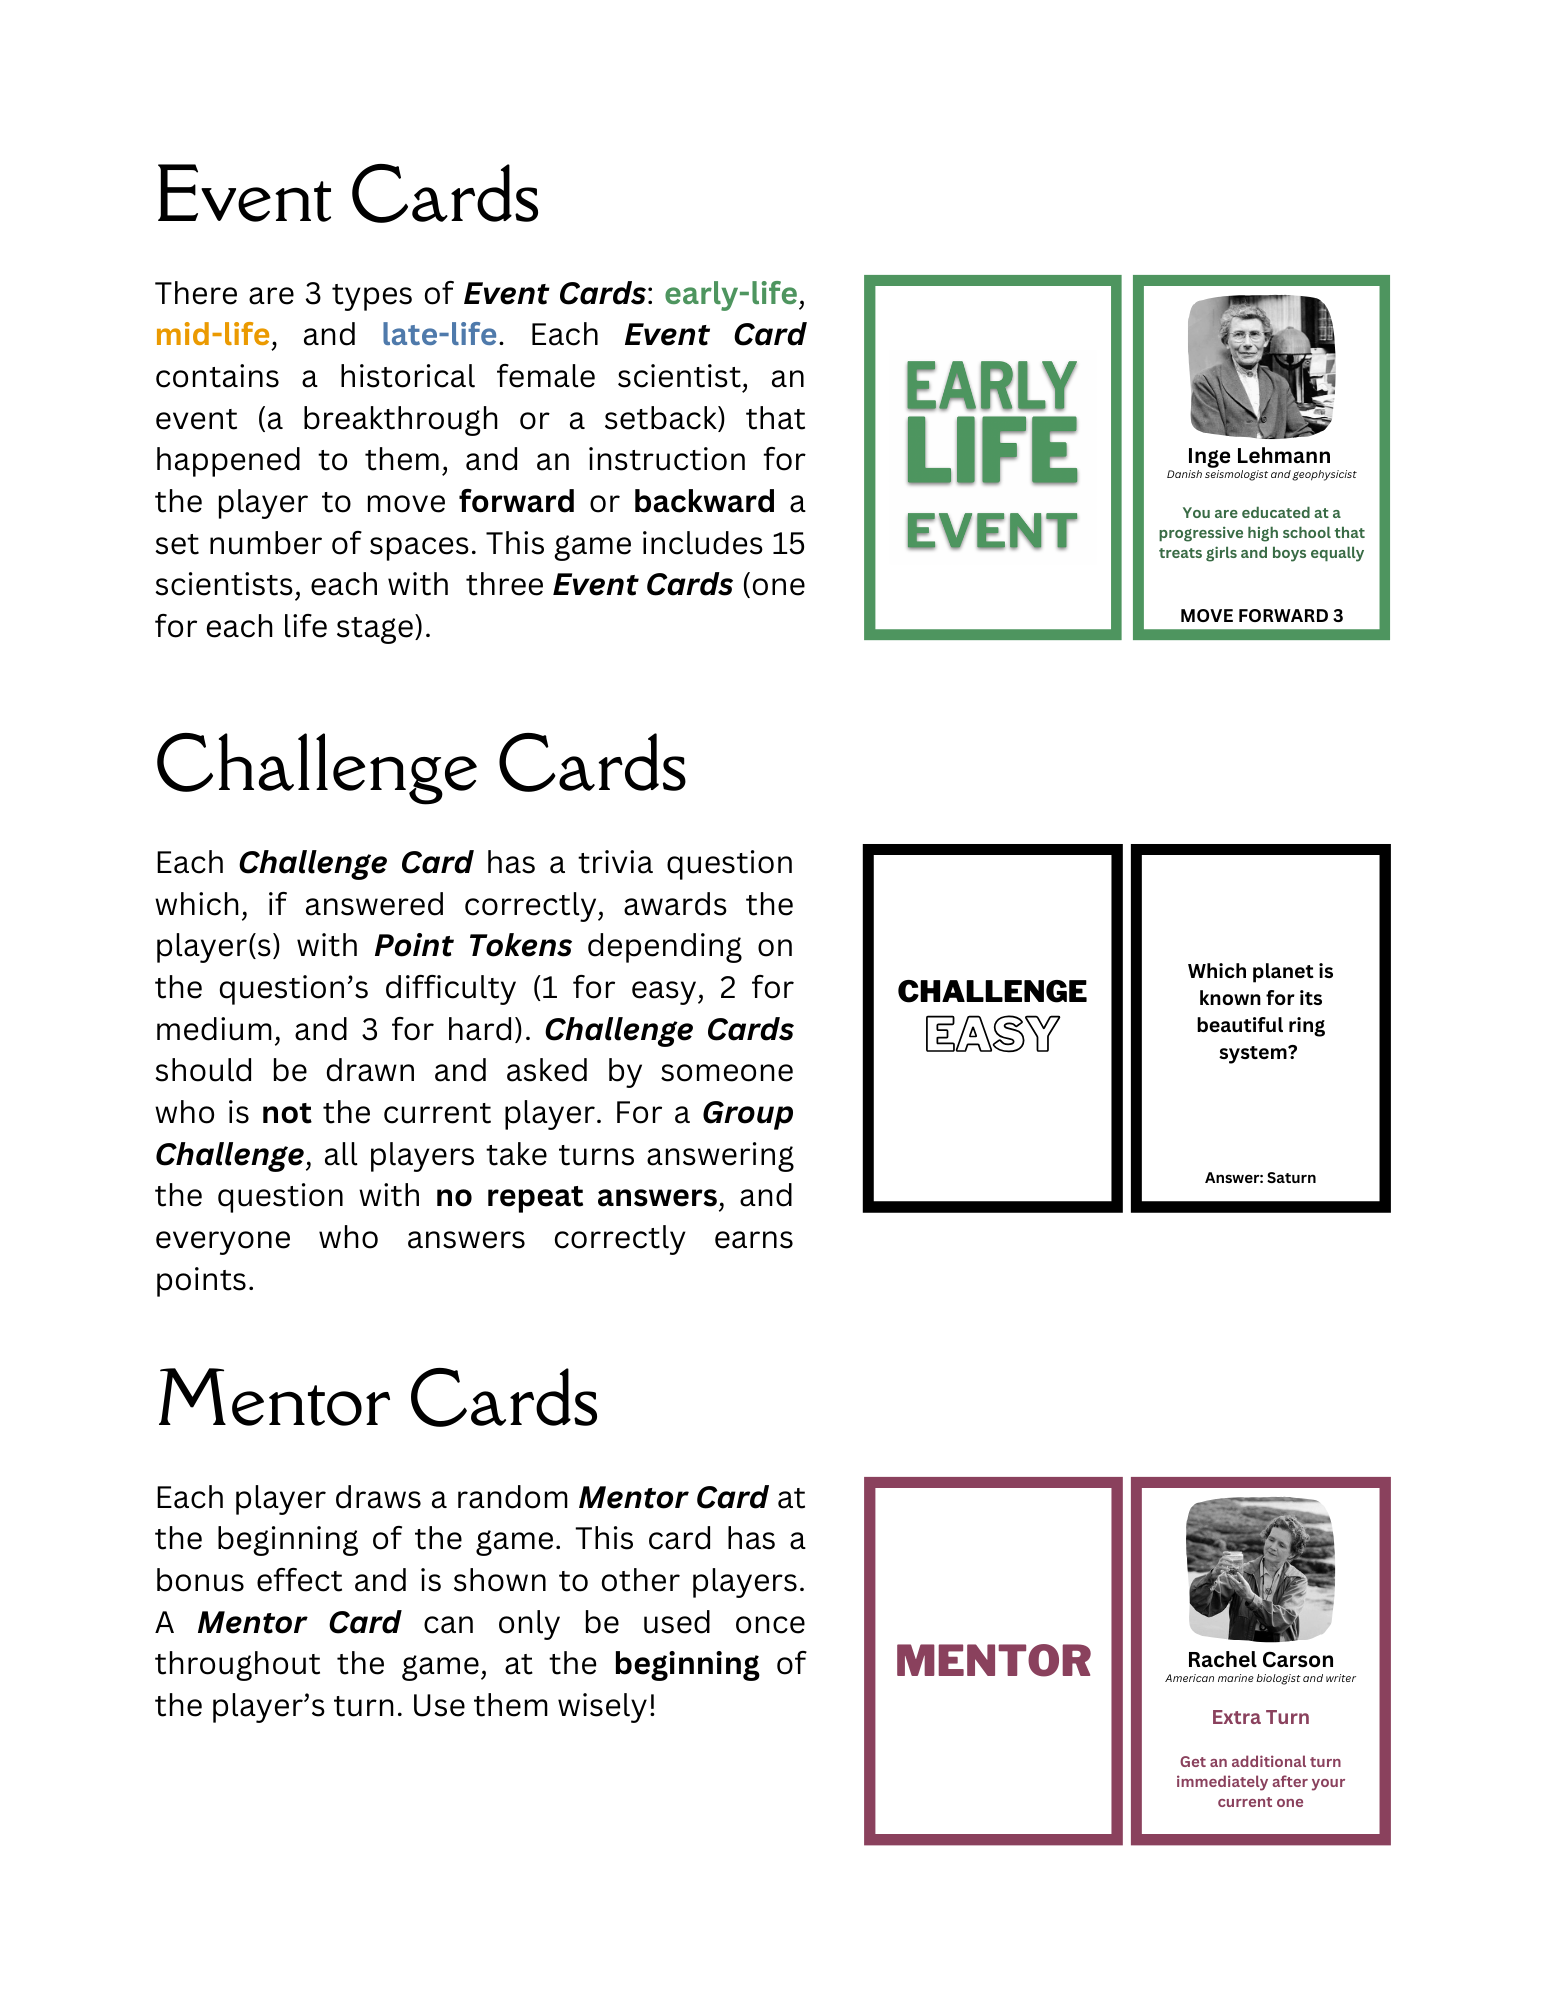 Event Cards
There are 3 types of Event Cards: early-life,
mid-life, and late-life. Each Event Card
contains a historical female scientist, an
event (a breakthrough or a setback) that
happened to them, and an instruction for
the player to move forward or backward a
set number of spaces. This game includes 15
scientists, each with three Event Cards (one
for each life stage).
EARLY
LIFE
EVENT
Inge Lehmann
Danish seismologist and geophysicist
You are educated at a
progressive high school that
treats girls and boys equally
MOVE FORWARD 3
Challenge Cards
Each Challenge Card has a trivia question
which, if answered correctly, awards the
player(s) with Point Tokens depending on
the question’s difficulty (1 for easy, 2 for
medium, and 3 for hard). Challenge Cards
should be drawn and asked by someone
who is not the current player. For a Group
Challenge, all players take turns answering
the question with no repeat answers, and
everyone who answers correctly earns
points.
CHALLENGE
EASY
Which planet is
known for its
beautiful ring
system?
Answer: Saturn
Mentor Cards
Each player draws a random Mentor Card at
the beginning of the game. This card has a
bonus effect and is shown to other players.
A Mentor Card can only be used once
throughout the game, at the beginning of
the player’s turn. Use them wisely!
MENTOR
Rachel Carson
American marine biologist and writer
Extra Turn
Get an additional turn
immediately after your
current one